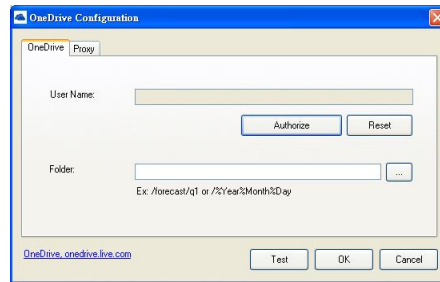 OneDrive Configuration
OneDrive Proxy
User Name:
Authorize Reset
Folder: ...
Ex: /forecast/q1 or /%Year%Month%Day
OneDrive, onedrive.live.com
Test OK Cancel